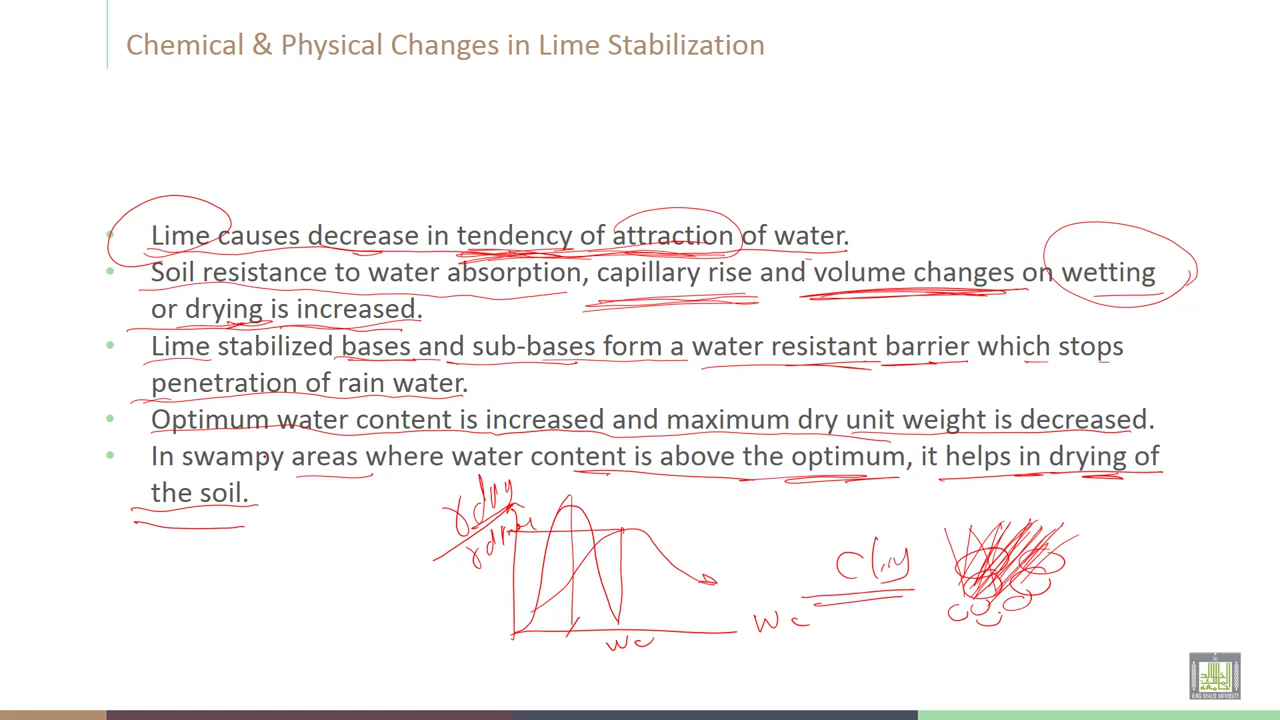 Chemical & Physical Changes in Lime Stabilization
• Lime causes decrease in tendency of attraction of water.
• Soil resistance to water absorption, capillary rise and volume changes on wetting
or drying is increased.
• Lime stabilized bases and sub-bases form a water resistant barrier which stops
penetration of rain water.
• Optimum water content is increased and maximum dry unit weight is decreased.
• In swampy areas where water content is above the optimum, it helps in drying of
the soil.
γ dry
Clay
Wc
Wc
KING KHALID UNIVERSITY